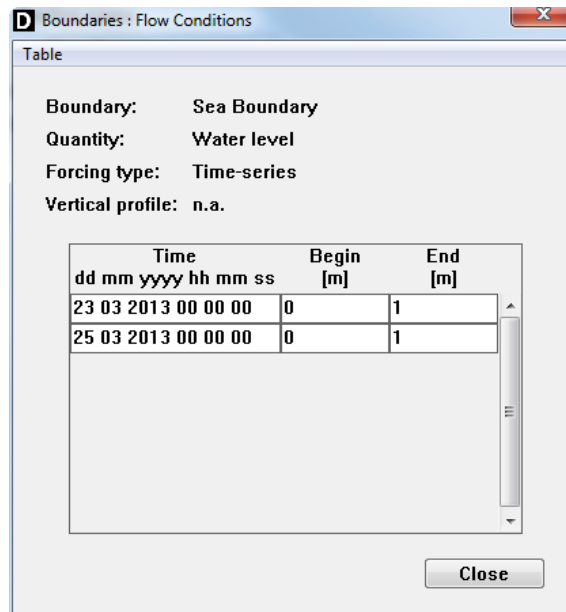 D Boundaries : Flow Conditions
Table
Boundary: Sea Boundary
Quantity: Water level
Forcing type: Time-series
Vertical profile: n.a.
Time Begin End
dd mm yyyy hh mm ss [m] [m]
23 03 2013 00 00 00 0 1
25 03 2013 00 00 00 0 1
Close